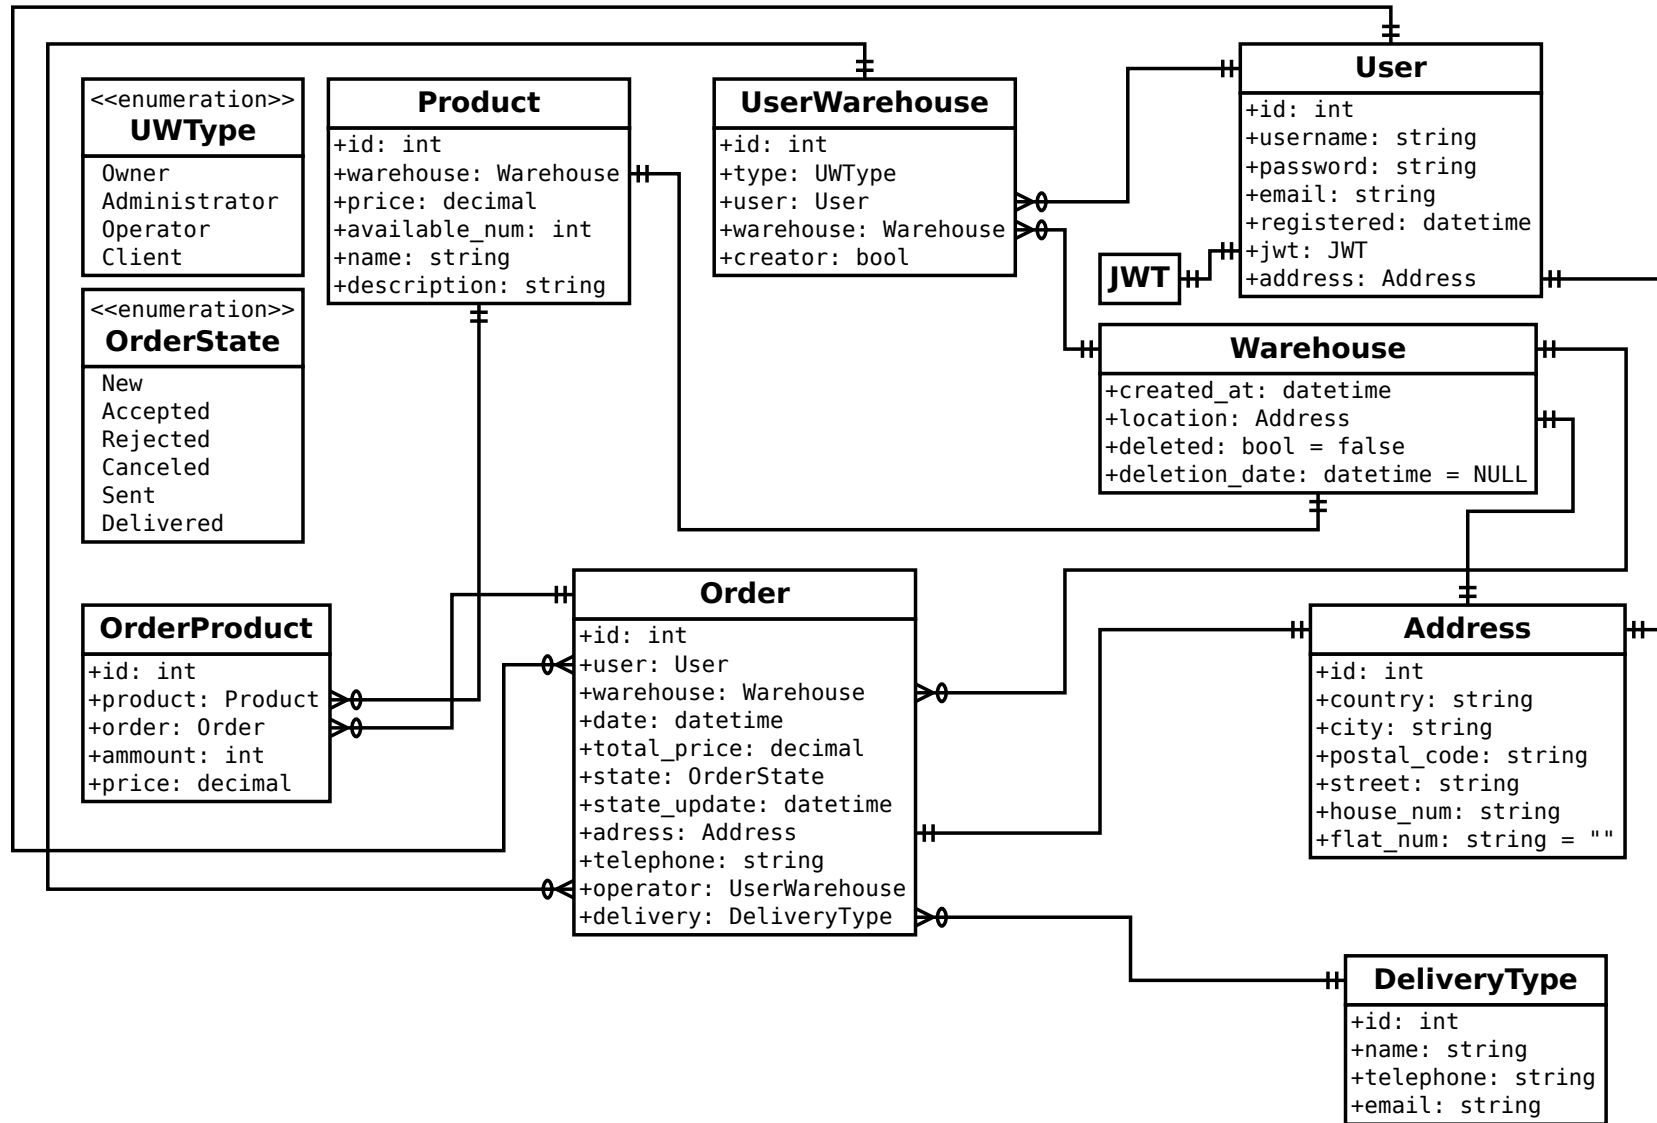 <<enumeration>>
UWType
Owner
Administrator
Operator
Client
<<enumeration>>
OrderState
New
Accepted
Rejected
Canceled
Sent
Delivered
Product
+id: int
+warehouse: Warehouse
+price: decimal
+available_num: int
+name: string
+description: string
UserWarehouse
+id: int
+type: UWType
+user: User
+warehouse: Warehouse
+creator: bool
User
+id: int
+username: string
+password: string
+email: string
+registered: datetime
+jwt: JWT
+address: Address
JWT
Warehouse
+created_at: datetime
+location: Address
+deleted: bool = false
+deletion_date: datetime = NULL
OrderProduct
+id: int
+product: Product
+order: Order
+ammount: int
+price: decimal
Order
+id: int
+user: User
+warehouse: Warehouse
+date: datetime
+total_price: decimal
+state: OrderState
+state_update: datetime
+adress: Address
+telephone: string
+operator: UserWarehouse
+delivery: DeliveryType
Address
+id: int
+country: string
+city: string
+postal_code: string
+street: string
+house_num: string
+flat_num: string = ""
DeliveryType
+id: int
+name: string
+telephone: string
+email: string